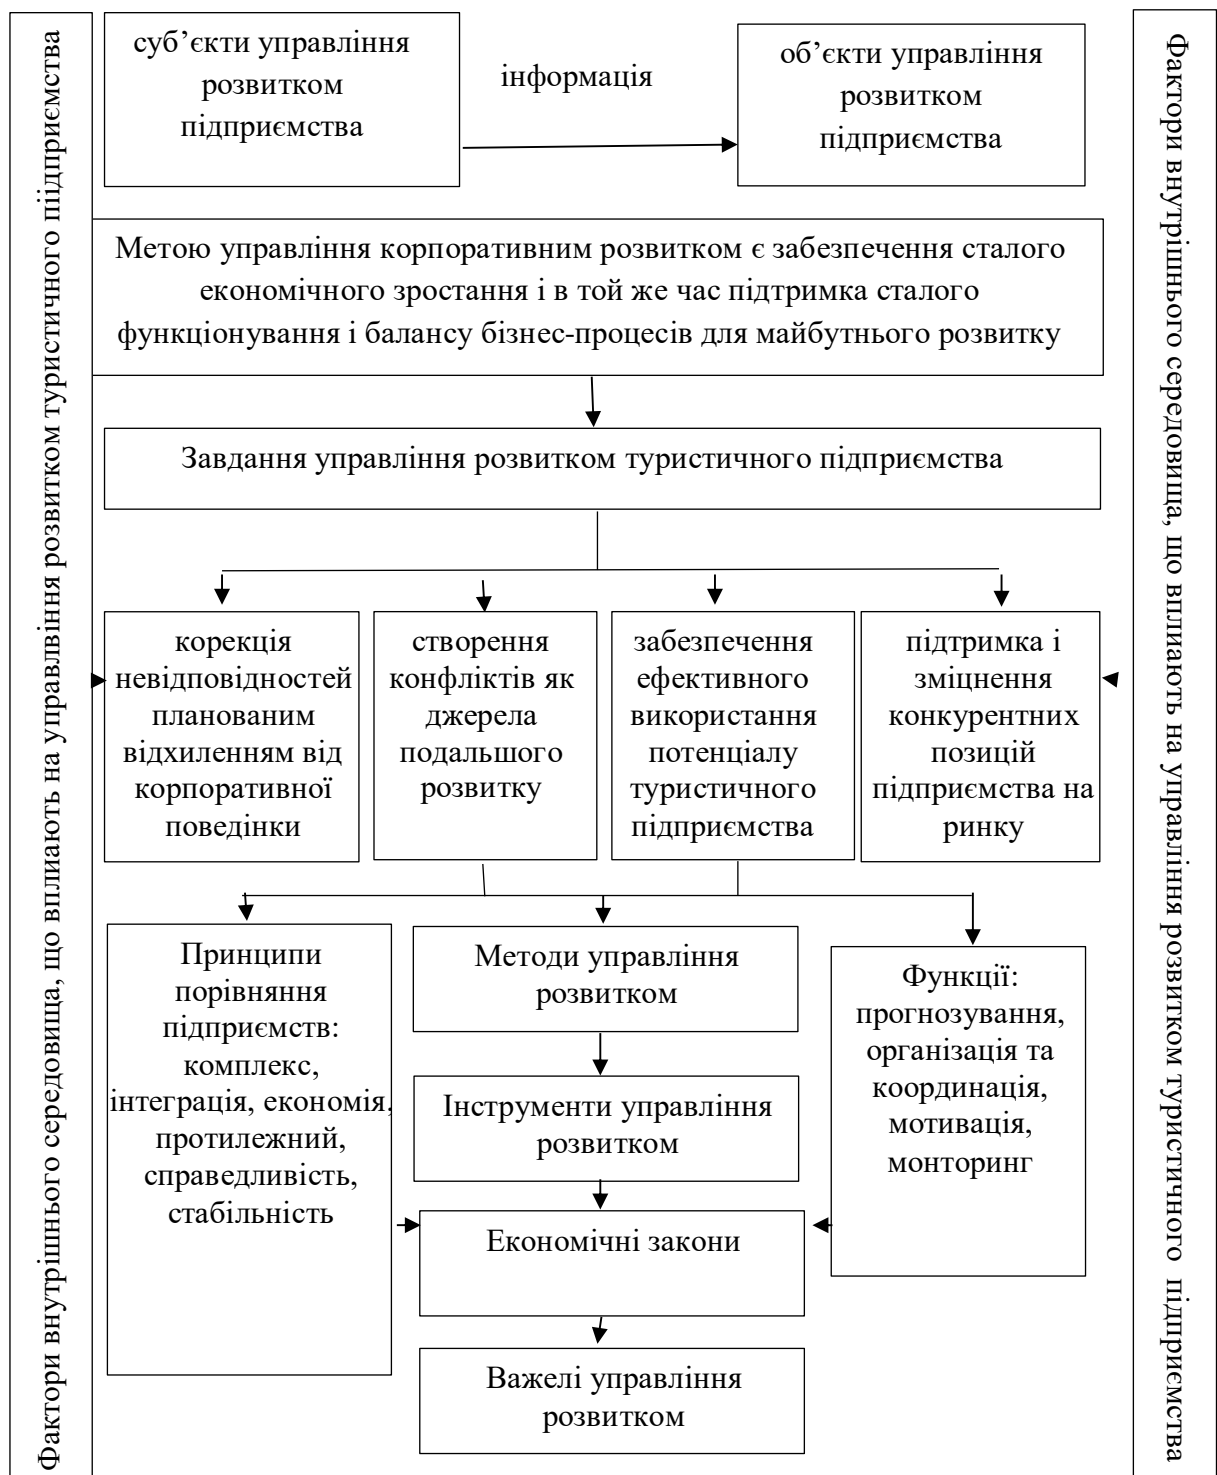 Фактори внутрішнього середовища, що впливають на управлвіння розвитком туристичного піідприємства
суб’єкти управління
розвитком
підприємства
інформація
об’єкти управління
розвитком
підприємства
Метою управління корпоративним розвитком є забезпечення сталого
економічного зростання і в той же час підтримка сталого
функціонування і балансу бізнес-процесів для майбутнього розвитку
Завдання управління розвитком туристичного підприємства
корекція
невідповідностей
планованим
відхиленням від
корпоративної
поведінки
створення
конфліктів як
джерела
подальшого
розвитку
забезпечення
ефективного
використання
потенціалу
туристичного
підприємства
підтримка і
зміцнення
конкурентних
позицій
підприємства на
ринку
Принципи
порівняння
підприємств:
комплекс,
інтеграція, економія,
протилежний,
справедливість,
стабільність
Методи управління
розвитком
Інструменти управління
розвитком
Економічні закони
Важелі управління
розвитком
Функції:
прогнозування,
організація та
координація,
мотивація,
монторинг
Фактори внутрішнього середовища, що вплиають на управління розвитком туристичного підприємства